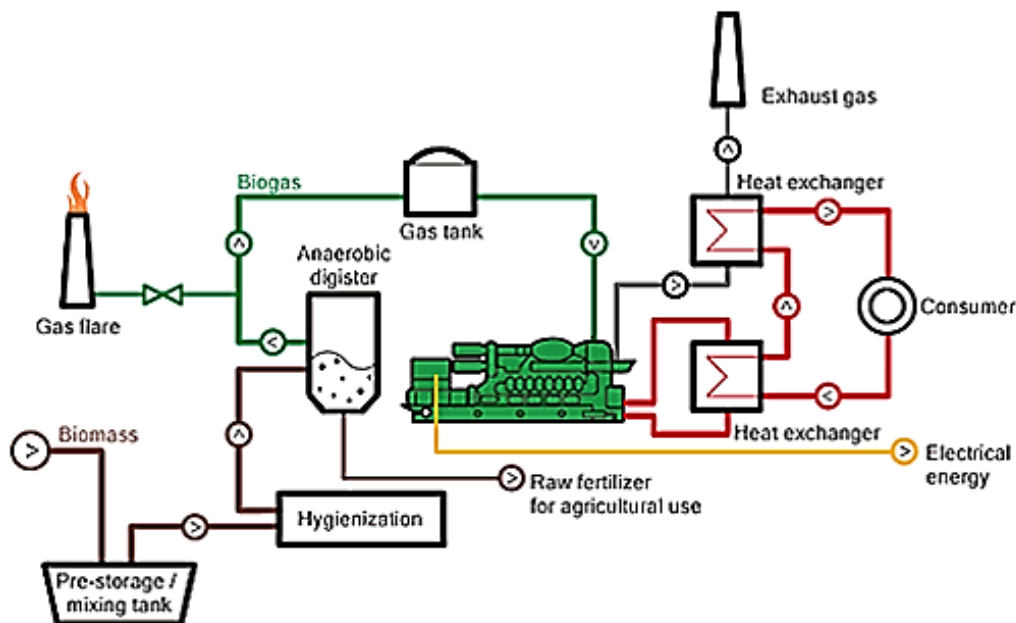 Exhaust gas
Heat exchanger
Biogas
Gas tank
Anaerobic
digister
Gas flare
Consumer
Heat exchanger
Biomass
Electrical
energy
Raw fertilizer
for agricultural use
Hygienization
Pre-storage /
mixing tank